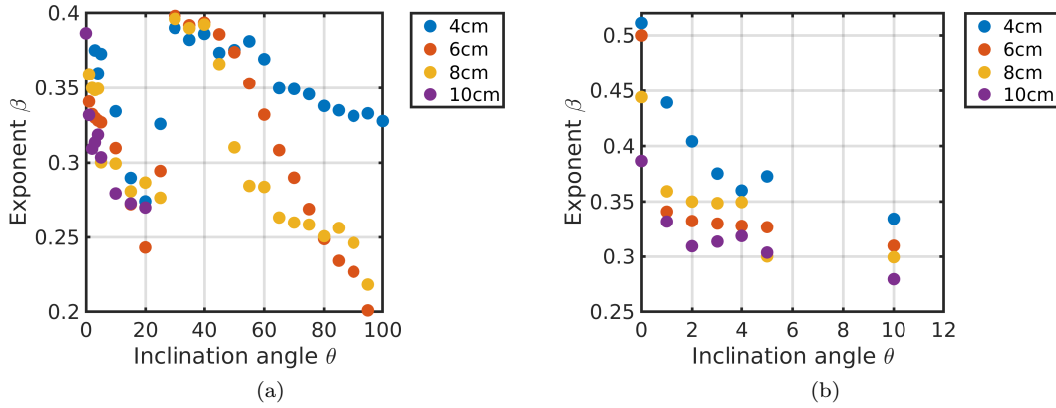 0.4
0.35
0.3
0.25
0.2
Exponent β
0 20 40 60 80 100
Inclination angle θ
4cm
6cm
8cm
10cm
(a)
0.5
0.45
0.4
0.35
0.3
0.25
Exponent β
0 2 4 6 8 10 12
Inclination angle θ
4cm
6cm
8cm
10cm
(b)